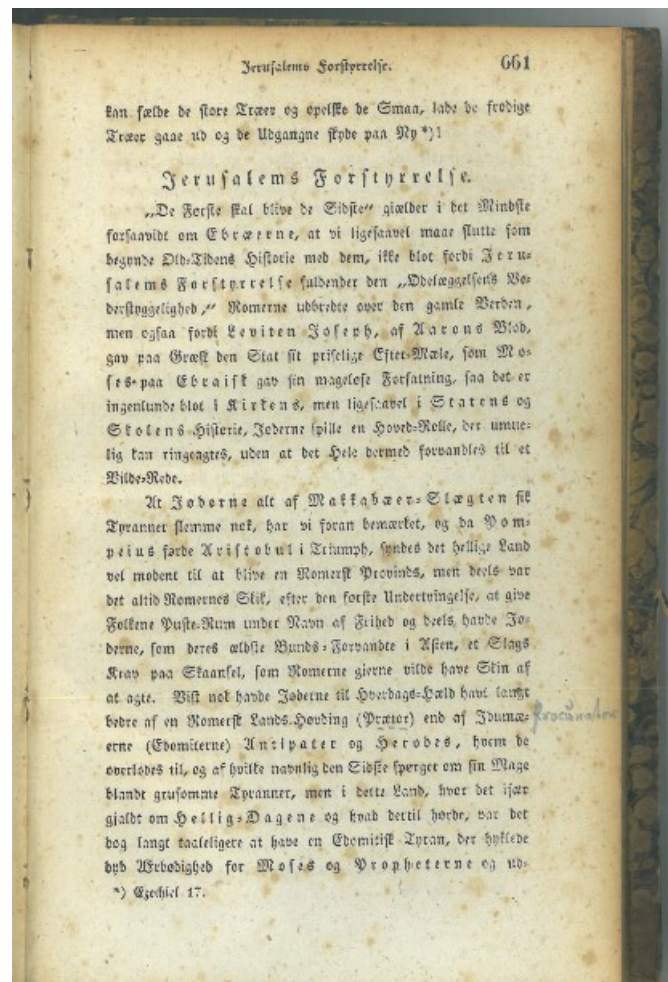 Jerusalems Forstyrrelse. 661
kan fælde de store Træer og opelske de Smaa, lade de frodige
Træer gaae ud og de Udgangne skyde paa Ny*)!
Jerusalems Forstyrrelse.
„De Første skal blive de Sidste“ giælder i det Mindste
forsaavidt om Ebræerne, at vi ligesaavel maae slutte som
begynde Old-Tidens Historie med dem, ikke blot fordi Jeru-
salems Forstyrrelse fuldender den „Ødelæggelsens Ve-
derstyggelighed,“ Romerne udbredte over den gamle Verden,
men ogsaa fordi Leviten Joseph, af Aarons Blod,
gav paa Græsk den Stat sit priselige Efter-Mæle, som Mo-
ses paa Ebraisk gav sin mageløse Forfatning, saa det er
ingenlunde blot i Kirkens, men ligesaavel i Statens og
Skolens Historie, Jøderne spille en Hoved-Rolle, der umue-
lig kan ringeagtes, uden at det Hele dermed forvandles til et
Vilde-Rede.
At Jøderne alt af Makkabæer-Slægten fik
Tyranner slemme nok, har vi foran bemærket, og da Pom-
peius førde Aristobul i Triumph, syndes det hellige Land
vel modent til at blive en Romersk Provinds, men deels var
det altid Romernes Skik, efter den første Undertvingelse, at give
Folkene Puste-Rum under Navn af Frihed og deels havde Jø-
derne, som deres ældste Bunds-Forvandte i Asien, et Slags
Krav paa Skaansel, som Romerne gierne vilde have Skin af
at agte. Vist nok havde Jøderne til Hverdags-Hæld havt langt
bedre af en Romersk Lands-Høvding (Prætor) end af Idumæ-
Procurator
erne (Edomiterne) Antipater og Herodes, hvem de
overlodes til, og af hvilke navnlig den Sidste spørger om sin Mage
blandt grusomme Tyranner, men i dette Land, hvor det især
gjaldt om Hellig-Dagene og hvad dertil hørde, var det
dog langt taaleligere at have en Edomitisk Tyran, der hyklede
dyb Ærbødighed for Moses og Propheterne og ud-
*) Ezechiel 17.